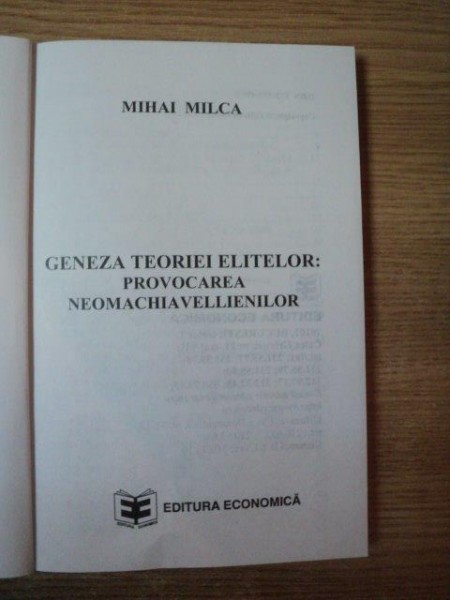 MIHAI MILCA
GENEZA TEORIEI ELITELOR:
PROVOCAREA
NEOMACHIAVELLIENILOR
EDITURA ECONOMICĂ